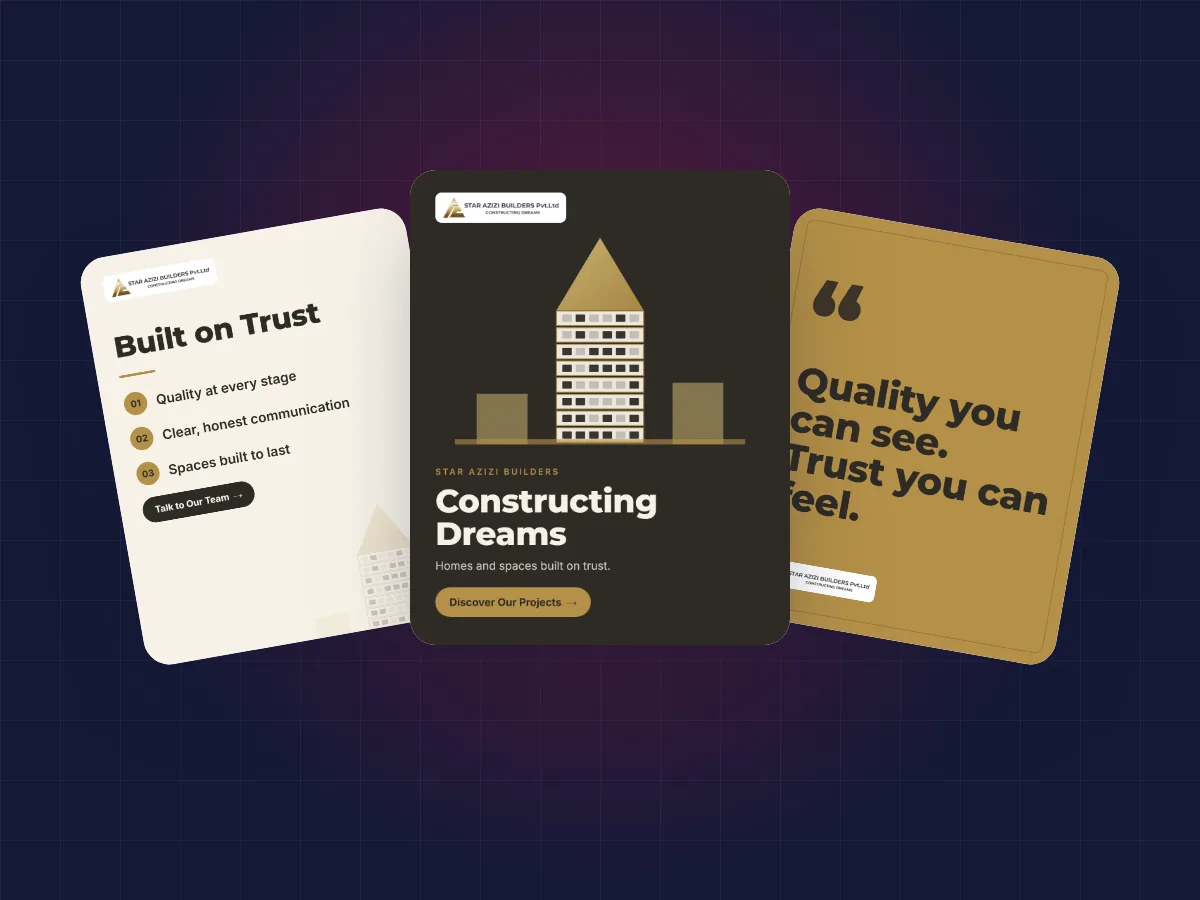 STAR AZIZI BUILDERS Pvt.Ltd
CONSTRUCTING DREAMS
Built on Trust
01 Quality at every stage
02 Clear, honest communication
03 Spaces built to last
Talk to Our Team →
STAR AZIZI BUILDERS Pvt.Ltd
CONSTRUCTING DREAMS
STAR AZIZI BUILDERS
Constructing
Dreams
Homes and spaces built on trust.
Discover Our Projects →
“
Quality you
can see.
Trust you can
feel.
STAR AZIZI BUILDERS Pvt.Ltd
CONSTRUCTING DREAMS